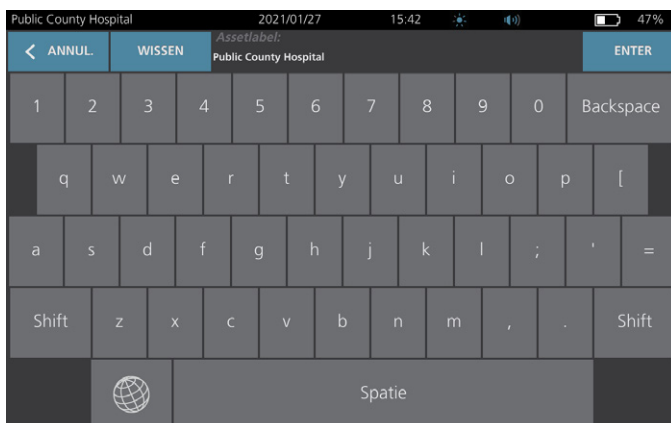 Public County Hospital 2021/01/27 15:42 47%
ANNUL. WISSEN Assetlabel: ENTER
Public County Hospital
1 2 3 4 5 6 7 8 9 0 Backspace
q w e r t y u i o p [
a s d f g h j k l ; ' =
Shift z x c v b n m , . Shift
Spatie